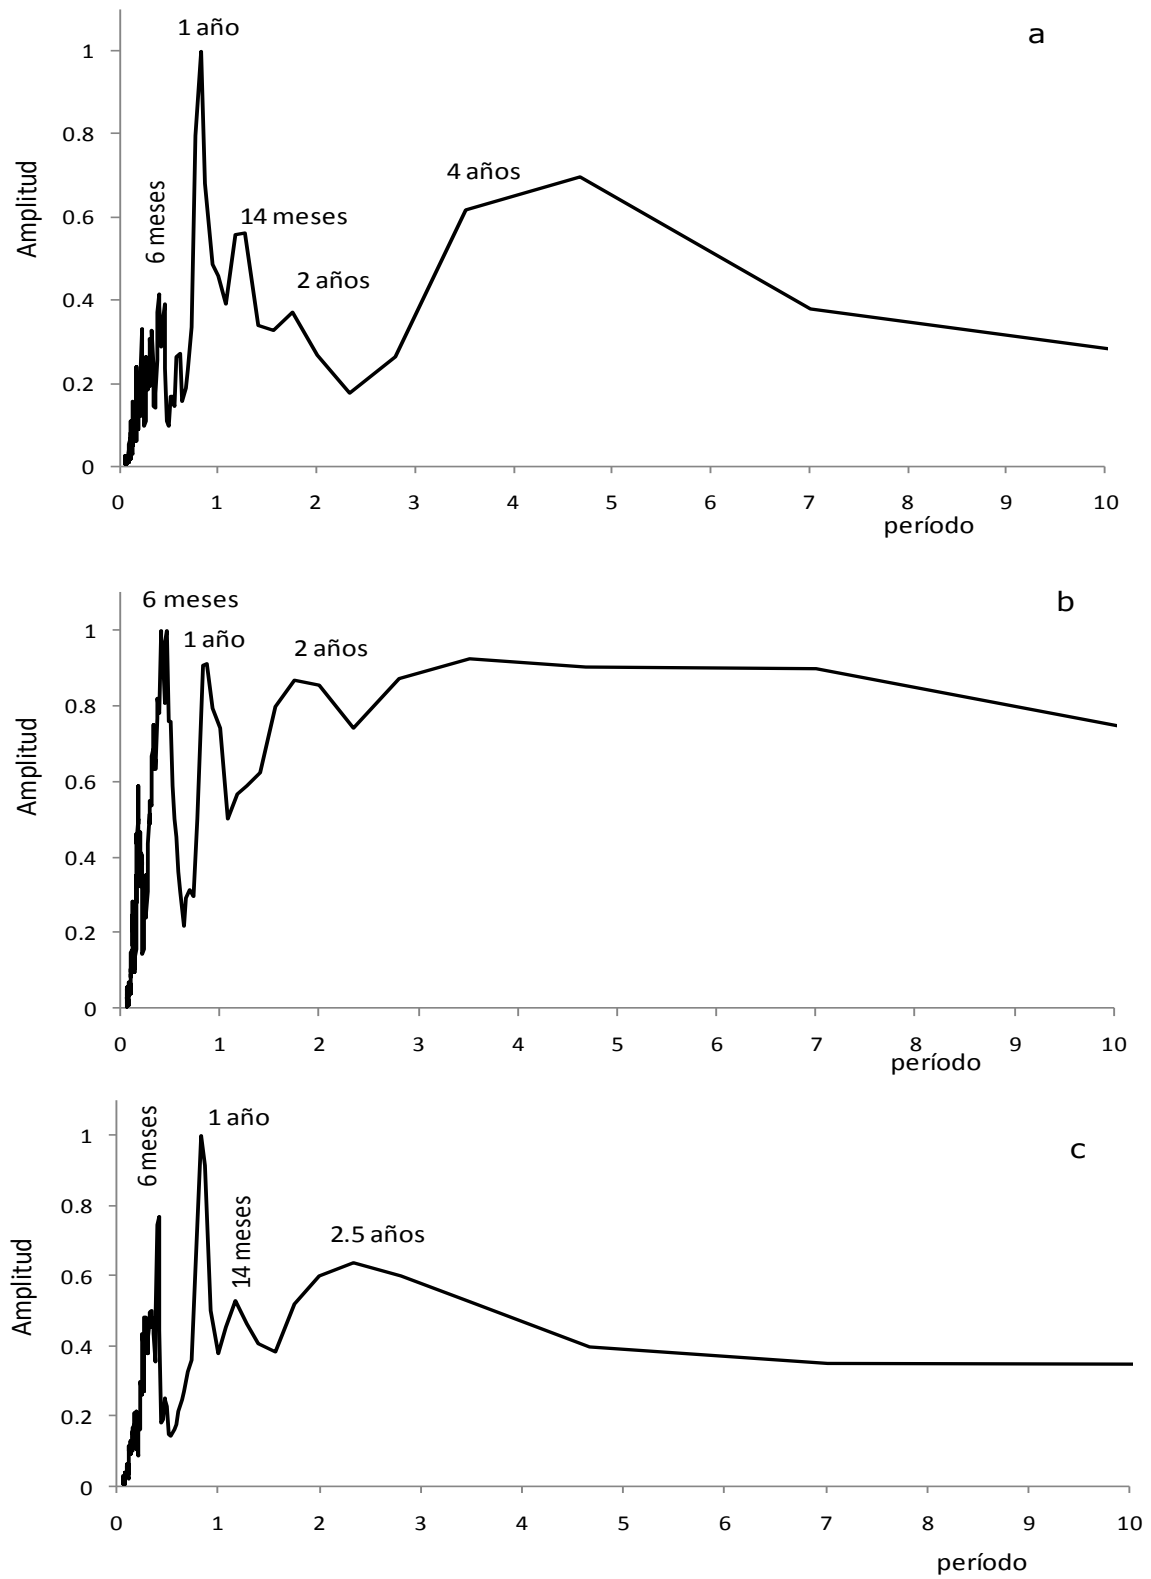 a
1 año
1
0.8
Amplitud
6 meses
4 años
14 meses
0.6
2 años
0.4
0.2
0
0 1 2 3 4 5 6 7 8 9 10
período
b
6 meses
1
1 año
2 años
0.8
Amplitud
0.6
0.4
0.2
0
0 1 2 3 4 5 6 7 8 9 10
período
6 meses
1 año
1
c
0.8
14 meses
2.5 años
Amplitud
0.6
0.4
0.2
0
0 1 2 3 4 5 6 7 8 9 10
período